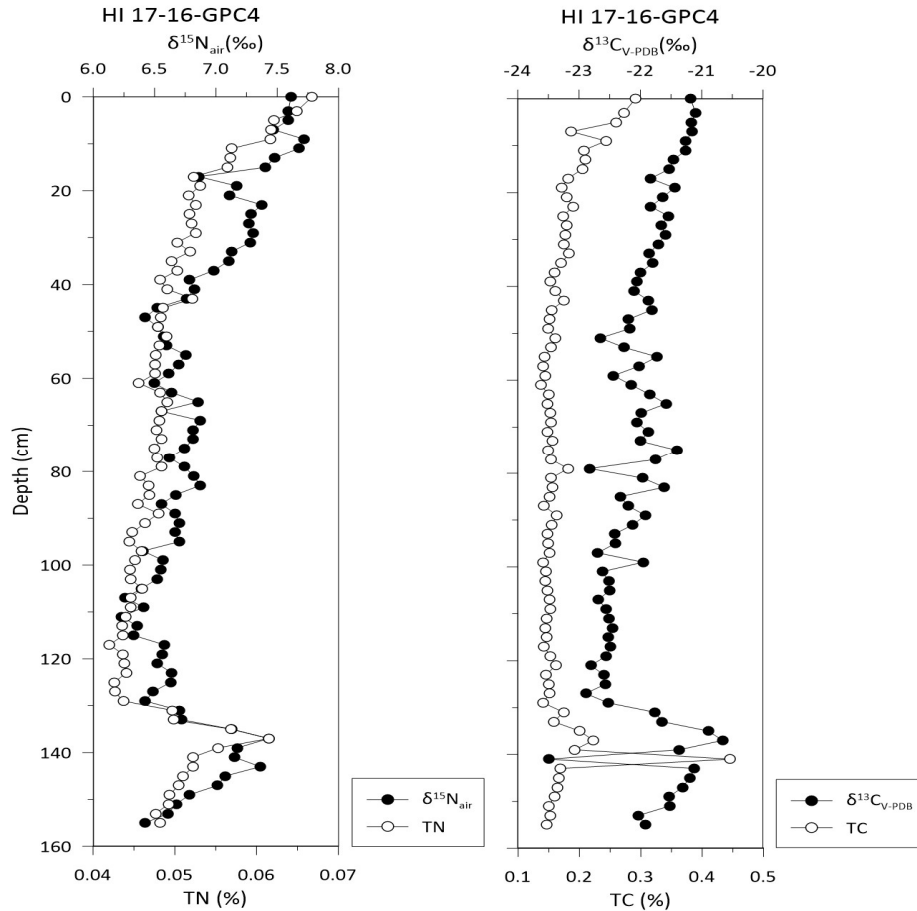 HI 17-16-GPC4
δ¹⁵Nair(‰)
6.0 6.5 7.0 7.5 8.0
0
20
40
60
80
100
120
140
160
Depth (cm)
0.04 0.05 0.06 0.07
TN (%)
δ¹⁵Nair
TN
HI 17-16-GPC4
δ¹³CV-PDB(‰)
-24 -23 -22 -21 -20
0.1 0.2 0.3 0.4 0.5
TC (%)
δ¹³CV-PDB
TC